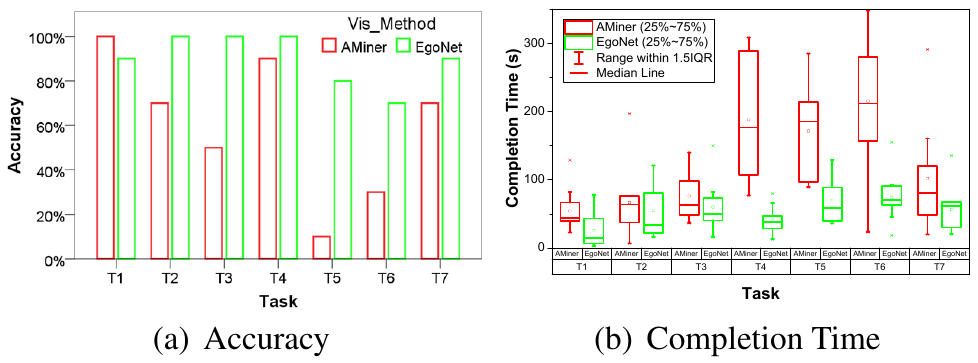 Vis_Method
AMiner EgoNet
100%
80%
60%
40%
20%
0%
Accuracy
T1 T2 T3 T4 T5 T6 T7
Task
(a) Accuracy
AMiner (25%~75%)
EgoNet (25%~75%)
Range within 1.5IQR
Median Line
300
200
100
0
Completion Time (s)
AMiner EgoNet AMiner EgoNet AMiner EgoNet AMiner EgoNet AMiner EgoNet AMiner EgoNet AMiner EgoNet
T1 T2 T3 T4 T5 T6 T7
Task
(b) Completion Time